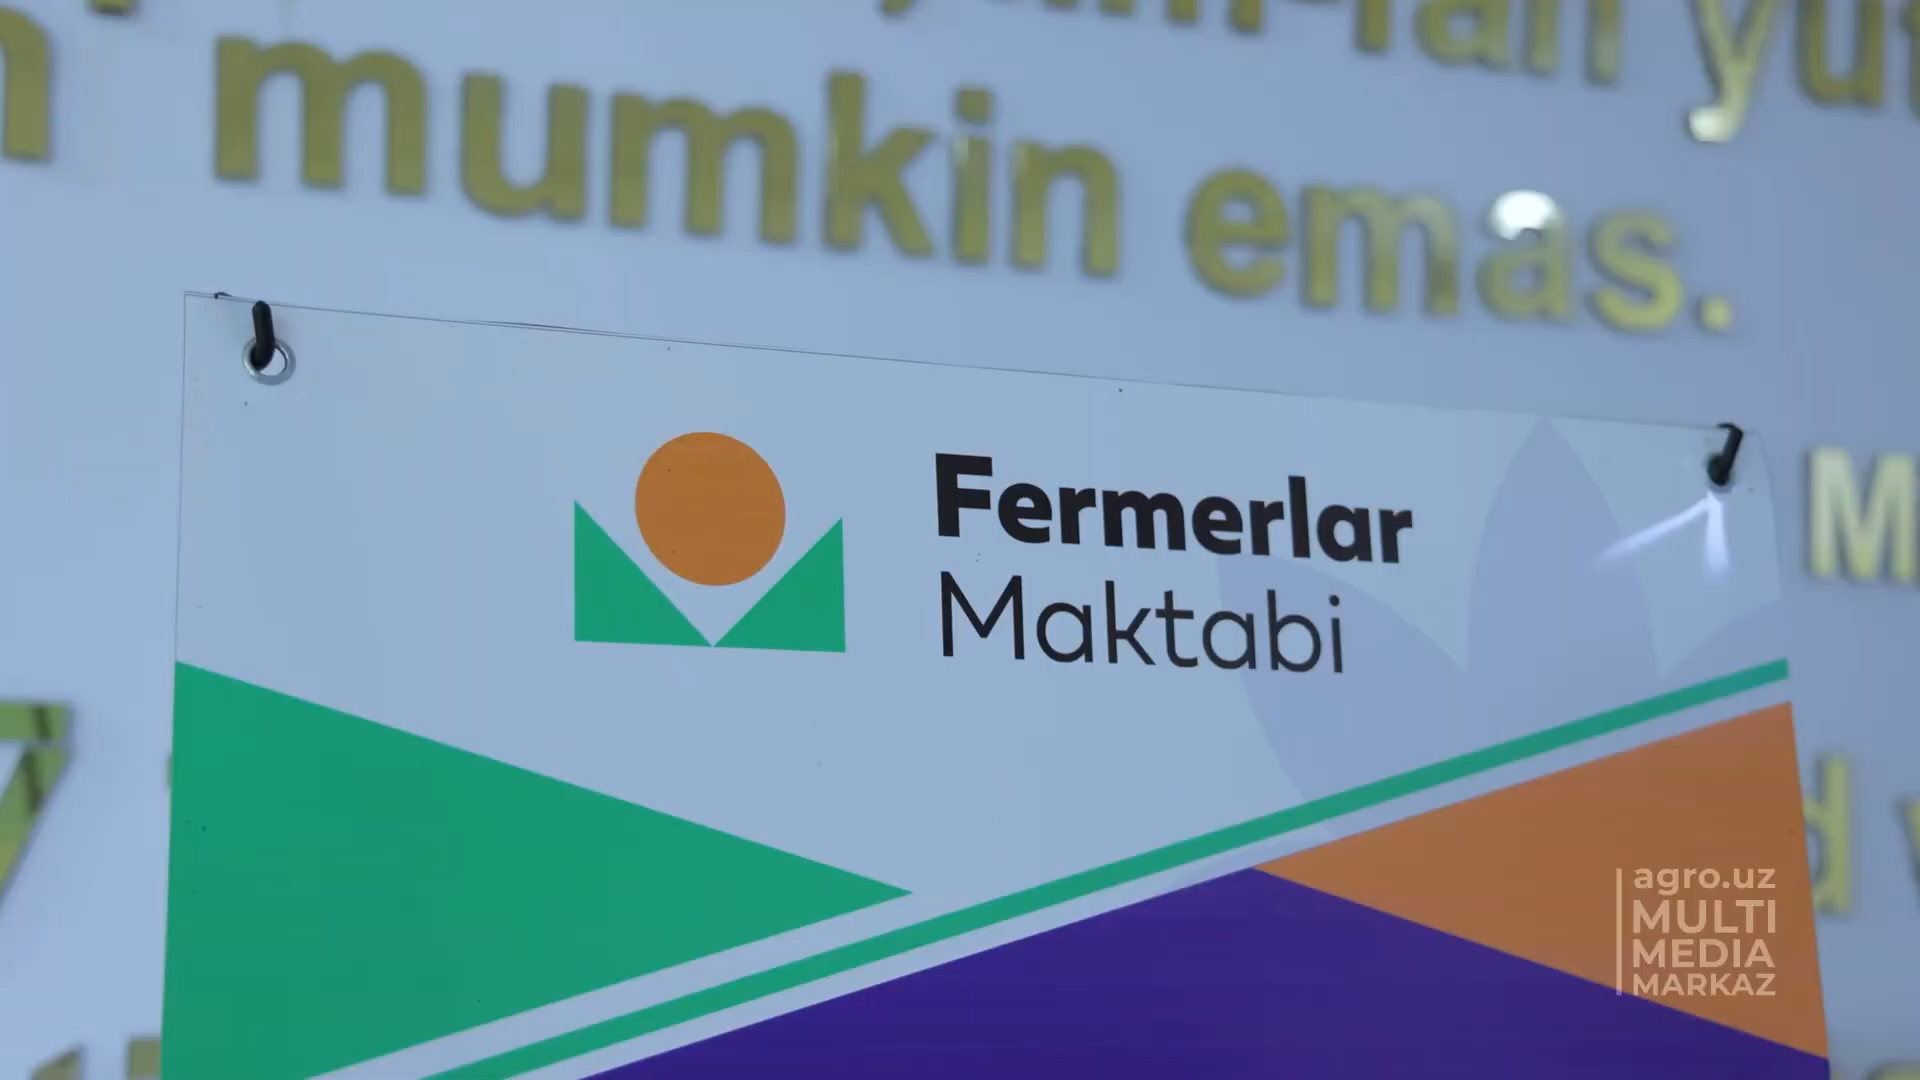 mumkin emas.
Fermerlar
Maktabi
agro.uz
MULTI
MEDIA
MARKAZ